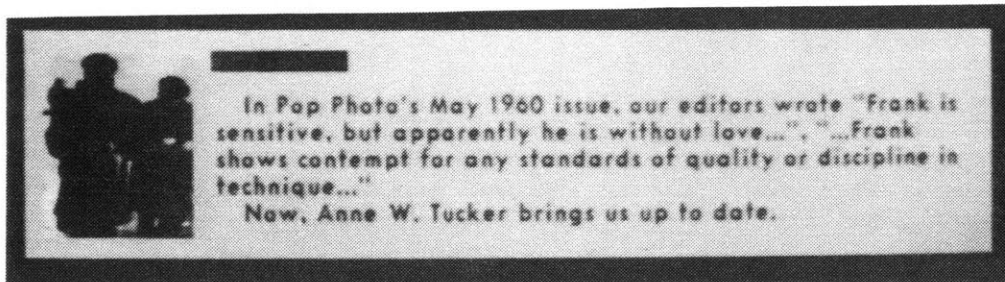 In Pop Photo's May 1960 issue, our editors wrote "Frank is
sensitive, but apparently he is without love...", "...Frank
shows contempt for any standards of quality or discipline in
technique..."
Now, Anne W. Tucker brings us up to date.